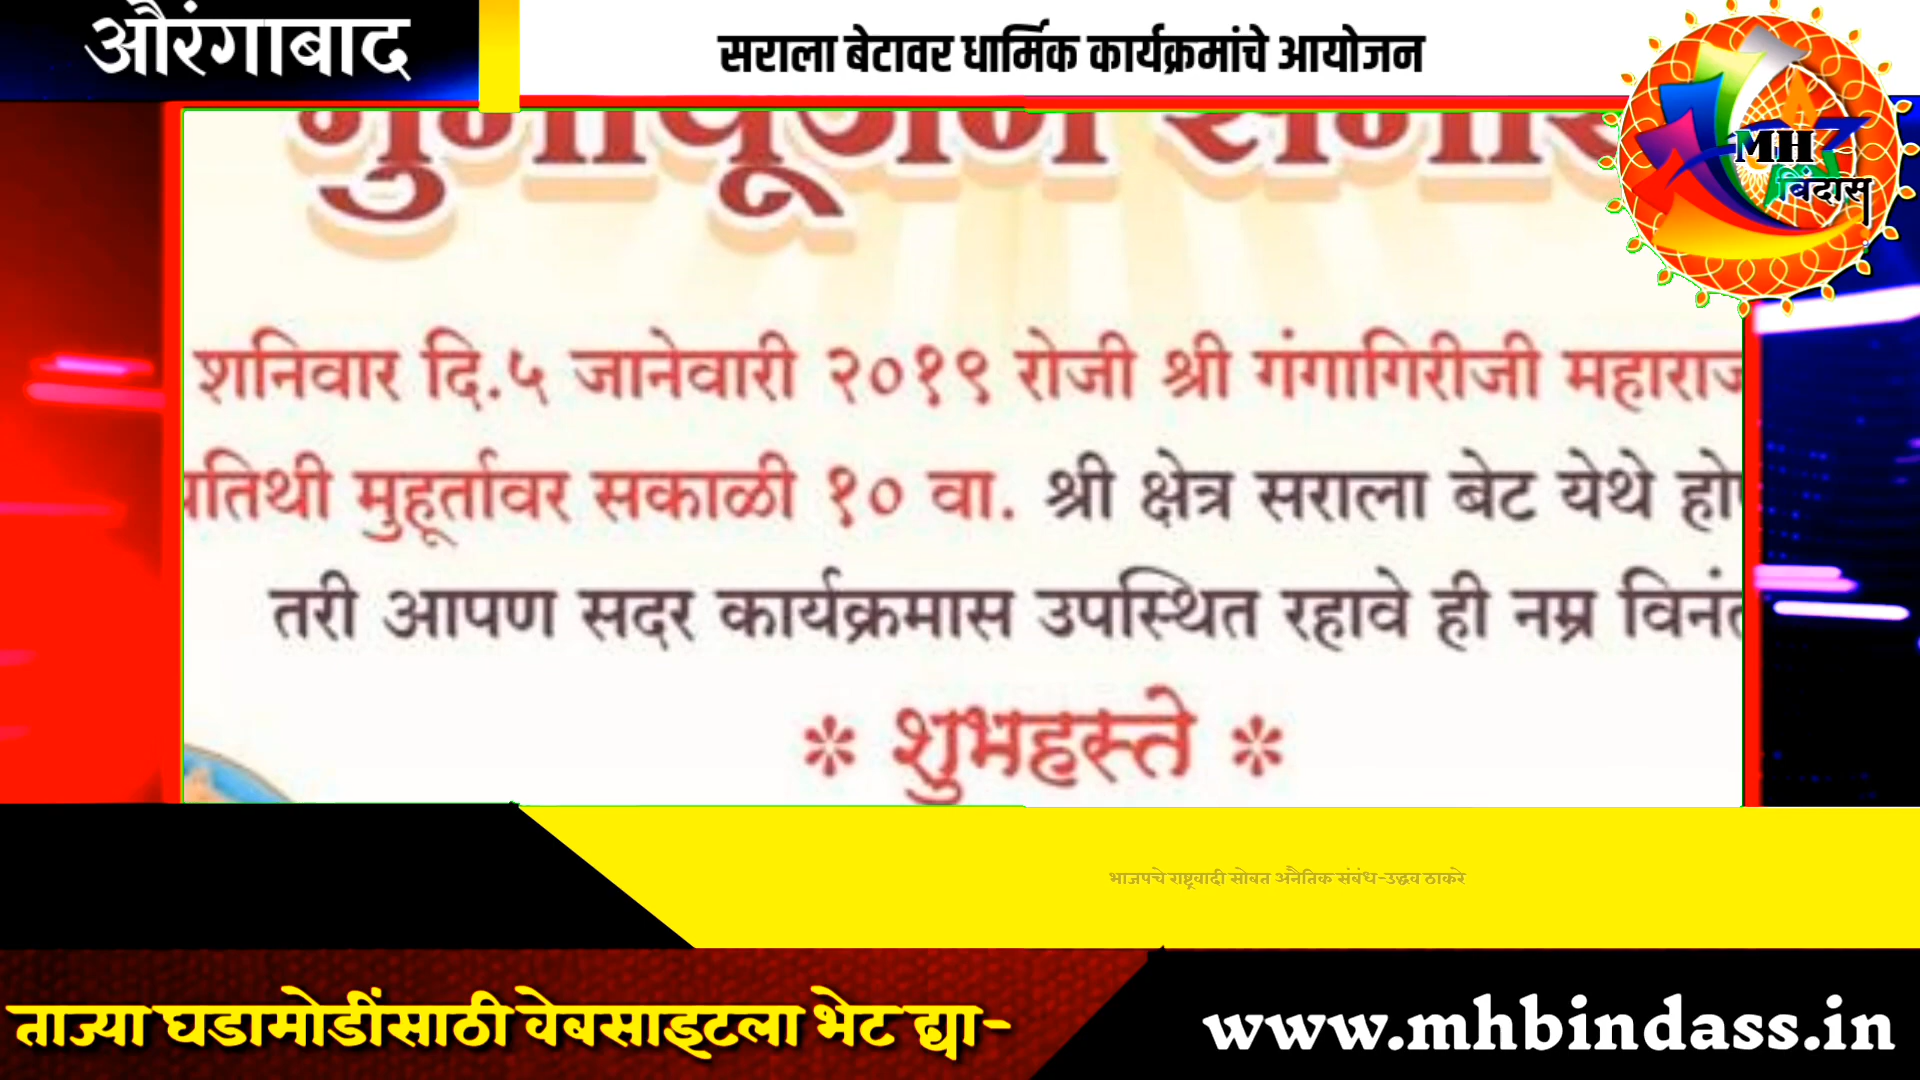 औरंगाबाद
सराला बेटावर धार्मिक कार्यक्रमांचे आयोजन
MH
बिंदास
शनिवार दि.५ जानेवारी २०१९ रोजी श्री गंगागिरीजी महाराज
मुहूर्तावर सकाळी १० वा. श्री क्षेत्र सराला बेट येथे
तरी आपण सदर कार्यक्रमास उपस्थित रहावे ही नम्र
* शुभहस्ते *
भाजपचे राष्ट्रवादी सोबत अनैतिक संबंध-उद्धव ठाकरे
ताज्या घडामोडींसाठी वेबसाइटला भेट द्या-
www.mhbindass.in